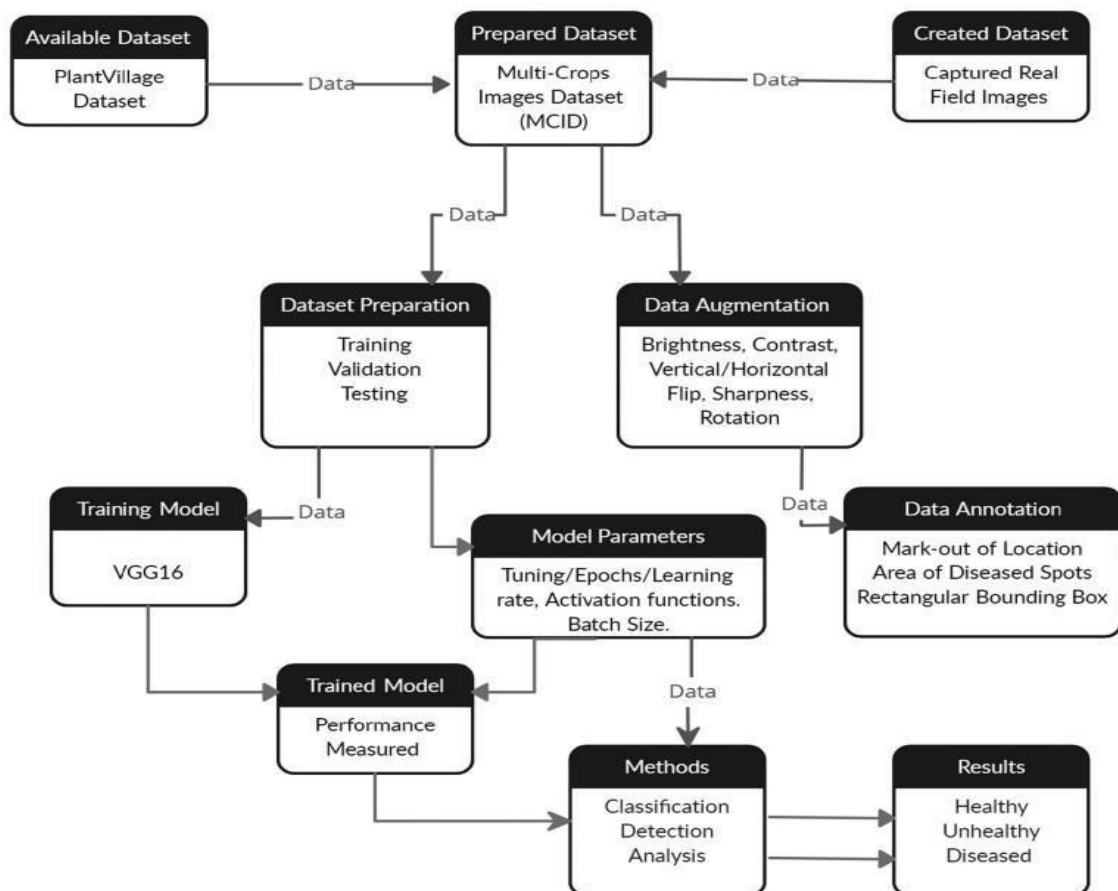 Available Dataset
PlantVillage
Dataset
Data
Prepared Dataset
Multi-Crops
Images Dataset
(MCID)
Data
Created Dataset
Captured Real
Field Images
Data
Data
Dataset Preparation
Training
Validation
Testing
Data Augmentation
Brightness, Contrast,
Vertical/Horizontal
Flip, Sharpness,
Rotation
Training Model
VGG16
Data
Model Parameters
Tuning/Epochs/Learning
rate, Activation functions.
Batch Size.
Data
Data Annotation
Mark-out of Location
Area of Diseased Spots
Rectangular Bounding Box
Trained Model
Performance
Measured
Data
Methods
Classification
Detection
Analysis
Results
Healthy
Unhealthy
Diseased